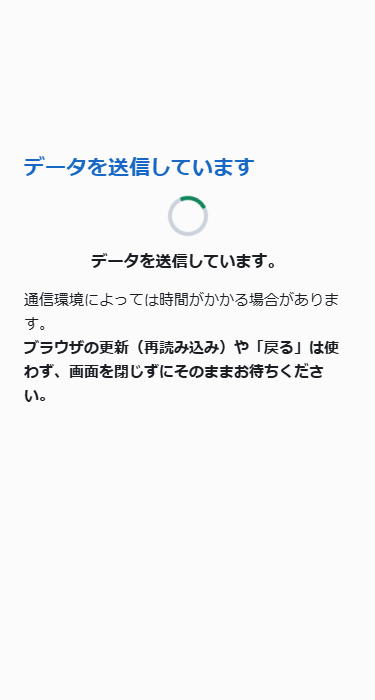 データを送信しています
データを送信しています。
通信環境によっては時間がかかる場合がありま
す。
ブラウザの更新（再読み込み）や「戻る」は使
わず、画面を閉じずにそのままお待ちくださ
い。